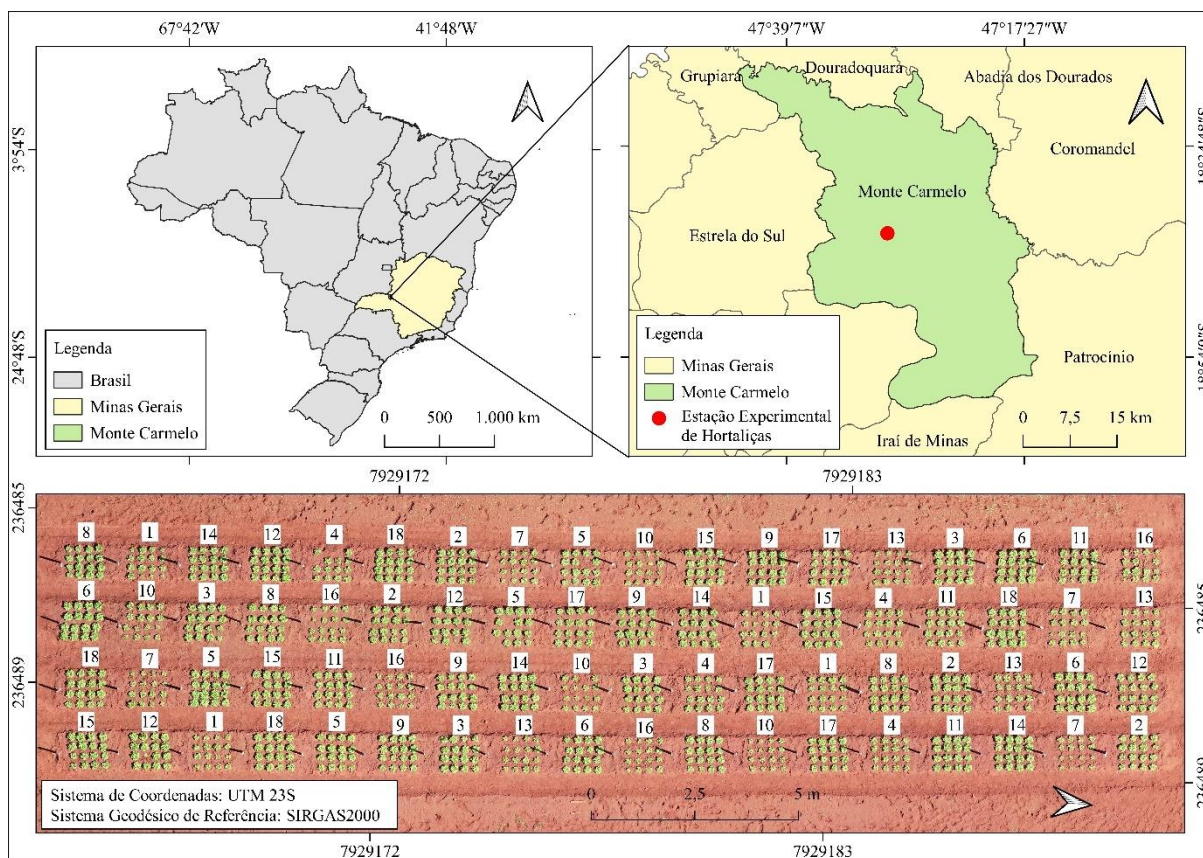 67°42'W 41°48'W 47°39'7"W 47°17'27"W
3°54'S
24°48'S
Legenda
Brasil
Minas Gerais
Monte Carmelo
0 500 1.000 km
Grupiara
Douradoquara
Abadia dos Dourados
Coromandel
Monte Carmelo
Estrela do Sul
Patrocínio
Iraí de Minas
Legenda
Minas Gerais
Monte Carmelo
Estação Experimental
de Hortaliças
0 7,5 15 km
18°54'9"S
7929172 7929183
236485
236485
8 1 14 12 4 18 2 7 5 10 15 9 17 13 3 6 11 16
6 10 3 8 16 2 12 5 17 9 14 1 15 4 11 18 7 13
236489
18 7 5 15 11 16 9 14 10 3 4 17 1 8 2 13 6 12
15 12 1 18 5 9 3 13 6 16 8 10 17 4 11 14 7 2
236489
Sistema de Coordenadas: UTM 23S
Sistema Geodésico de Referência: SIRGAS2000
0 2,5 5 m
7929172 7929183